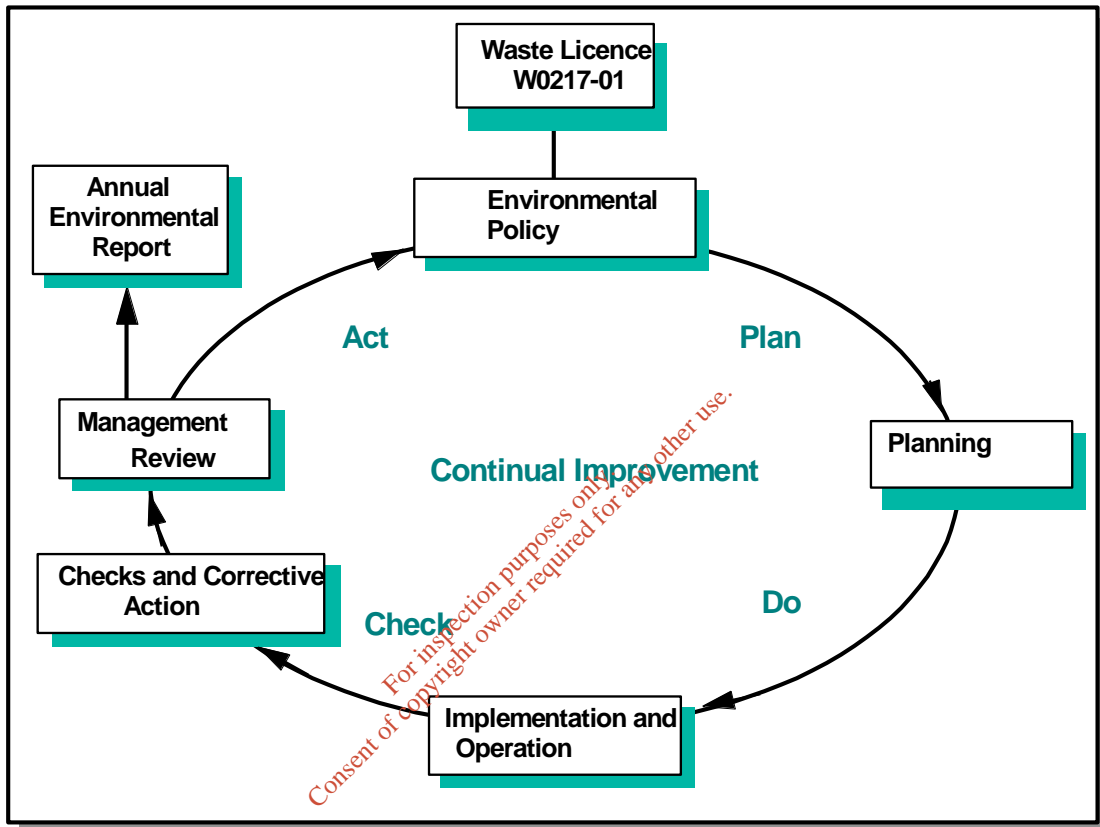 Waste Licence
W0217-01
Annual
Environmental
Report
Environmental
Policy
Act
Plan
Management
Review
Planning
Continual Improvement
Checks and Corrective
Action
Check
Do
Implementation and
Operation
For inspection purposes only.
Consent of copyright owner required for any other use.